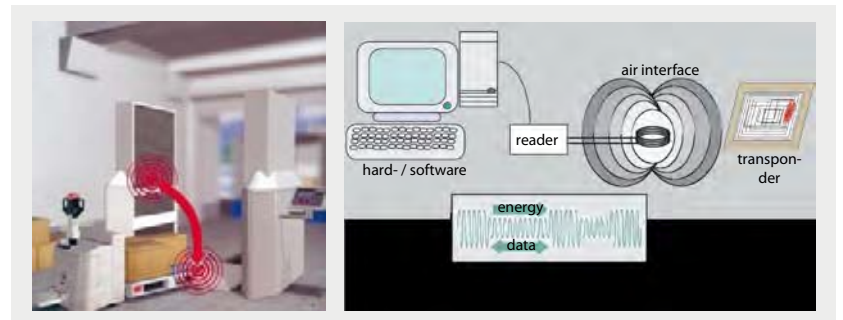 air interface
reader
hard- / software
transpon-
der
energy
data